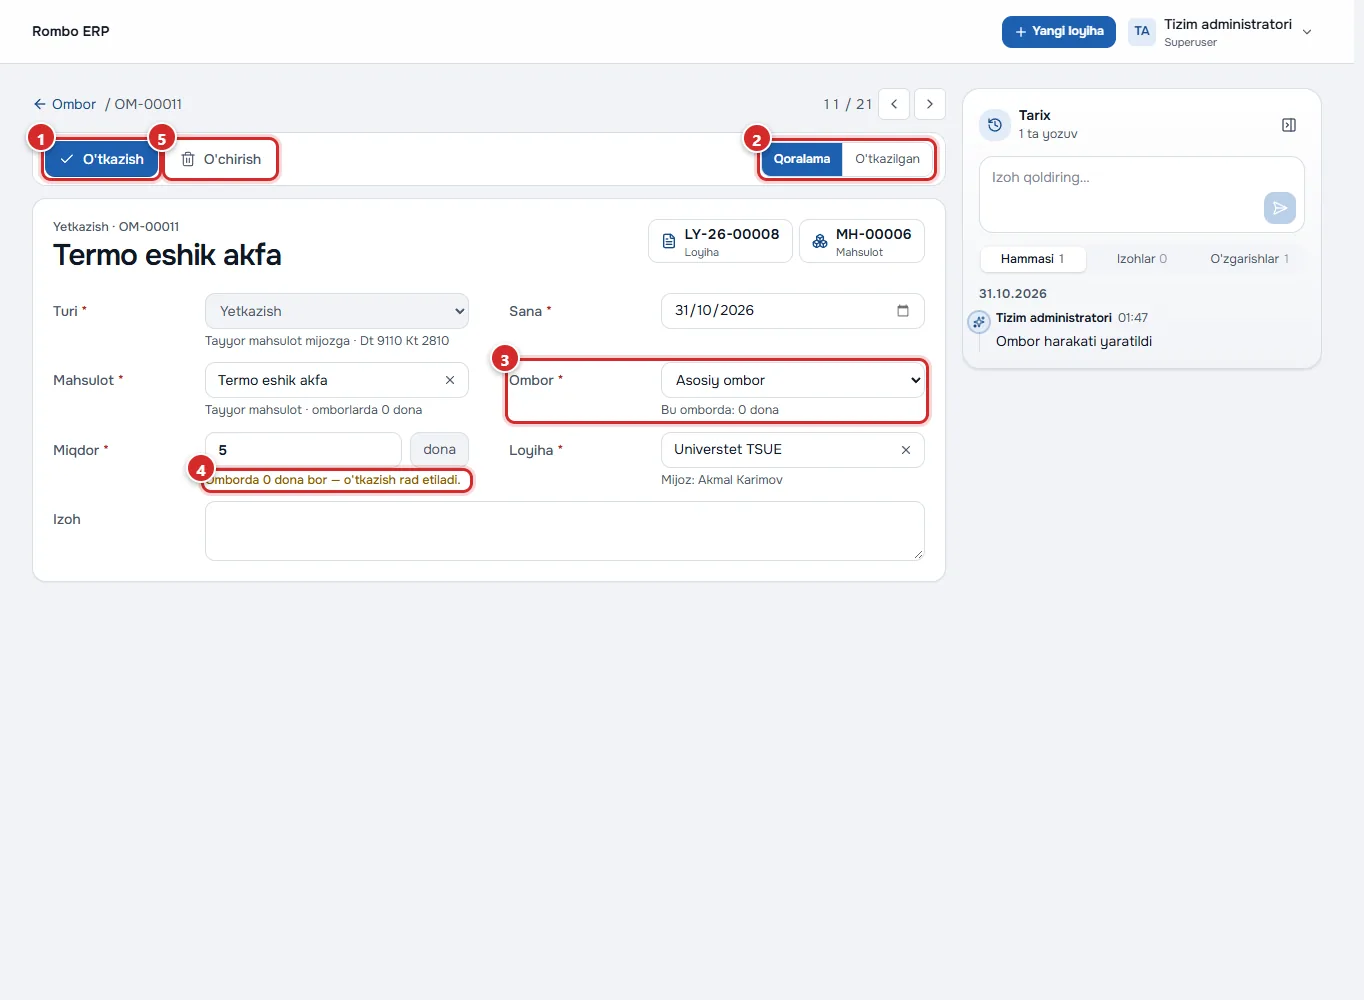 Rombo ERP
Yangi loyiha
TA
Tizim administratori
Superuser
Ombor / OM-00011
11 / 21
1
5
2
O'tkazish
O'chirish
Qoralama
O'tkazilgan
Yetkazish · OM-00011
Termo eshik akfa
LY-26-00008
Loyiha
MH-00006
Mahsulot
Turi *
Yetkazish
Tayyor mahsulot mijozga · Dt 9110 Kt 2810
Sana *
31/10/2026
Mahsulot *
Termo eshik akfa
Tayyor mahsulot · omborlarda 0 dona
3
Ombor *
Asosiy ombor
Bu omborda: 0 dona
Miqdor *
5
dona
4
Omborda 0 dona bor — o'tkazish rad etiladi.
Loyiha *
Universtet TSUE
Mijoz: Akmal Karimov
Izoh
Tarix
1 ta yozuv
Izoh qoldiring...
Hammasi 1
Izohlar 0
O'zgarishlar 1
31.10.2026
Tizim administratori 01:47
Ombor harakati yaratildi